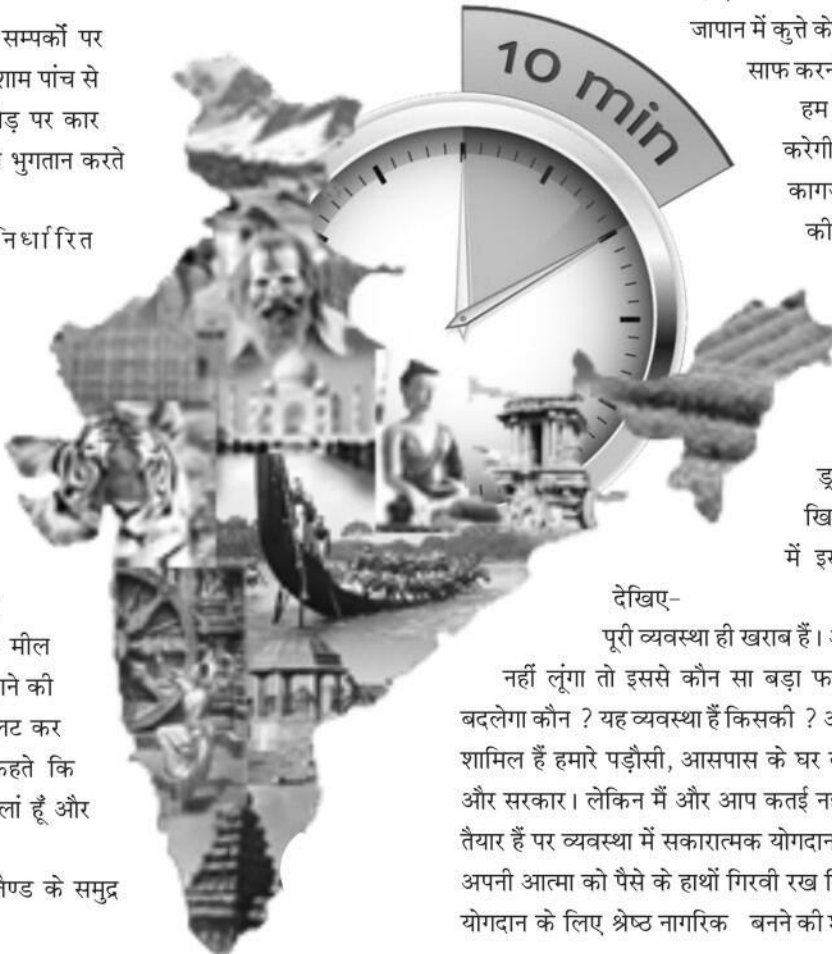 सम्पर्कों पर
शाम पांच से
ड़ पर कार
भुगतान करते
निर्धारित
मील
ाने की
लट कर
कहते कि
लां हूँ और
लैण्ड के समुद्र
10 min
जापान में कुत्ते को
साफ करन
हम
करेगी
कागज
की
ड्र
खि
में इस
देखिए-
पूरी व्यवस्था ही खराब हैं।
नहीं लूंगा तो इससे कौन सा बड़ा फ
बदलेगा कौन ? यह व्यवस्था हैं किसकी ?
शामिल हैं हमारे पड़ौसी, आसपास के घर
और सरकार। लेकिन मैं और आप कतई न
तैयार हैं पर व्यवस्था में सकारात्मक योगदान
अपनी आत्मा को पैसे के हाथों गिरवी रख
योगदान के लिए श्रेष्ठ नागरिक बनने की